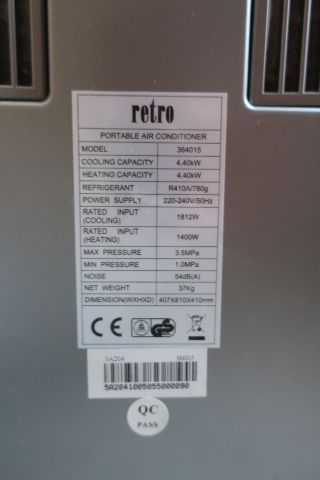 retro
PORTABLE AIR CONDITIONER
MODEL 364015
COOLING CAPACITY 4.40kW
HEATING CAPACITY 4.40kW
REFRIGERANT R410A/780g
POWER SUPPLY 220-240V/50Hz
RATED INPUT (COOLING) 1812W
RATED INPUT (HEATING) 1400W
MAX PRESSURE 3.5MPa
MIN PRESSURE 1.0MPa
NOISE 54dB(A)
NET WEIGHT 37Kg
DIMENSION(WXHXD) 407X810X410mm
CE GS
5A204 364015
5A2041005055000090
QC
PASS